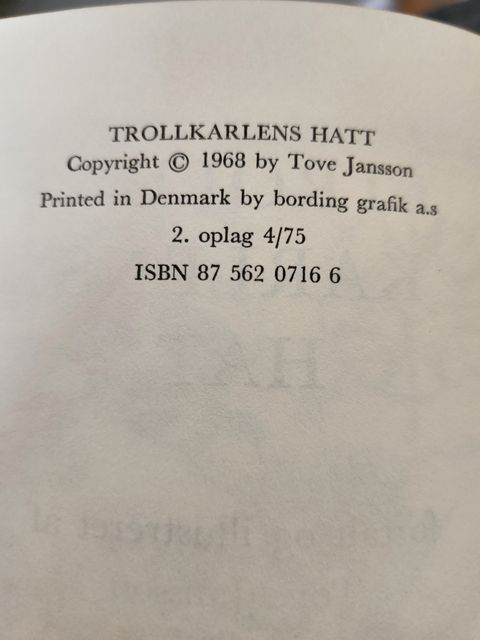 TROLLKARLENS HATT
Copyright © 1968 by Tove Jansson
Printed in Denmark by bording grafik a.s
2. oplag 4/75
ISBN 87 562 0716 6